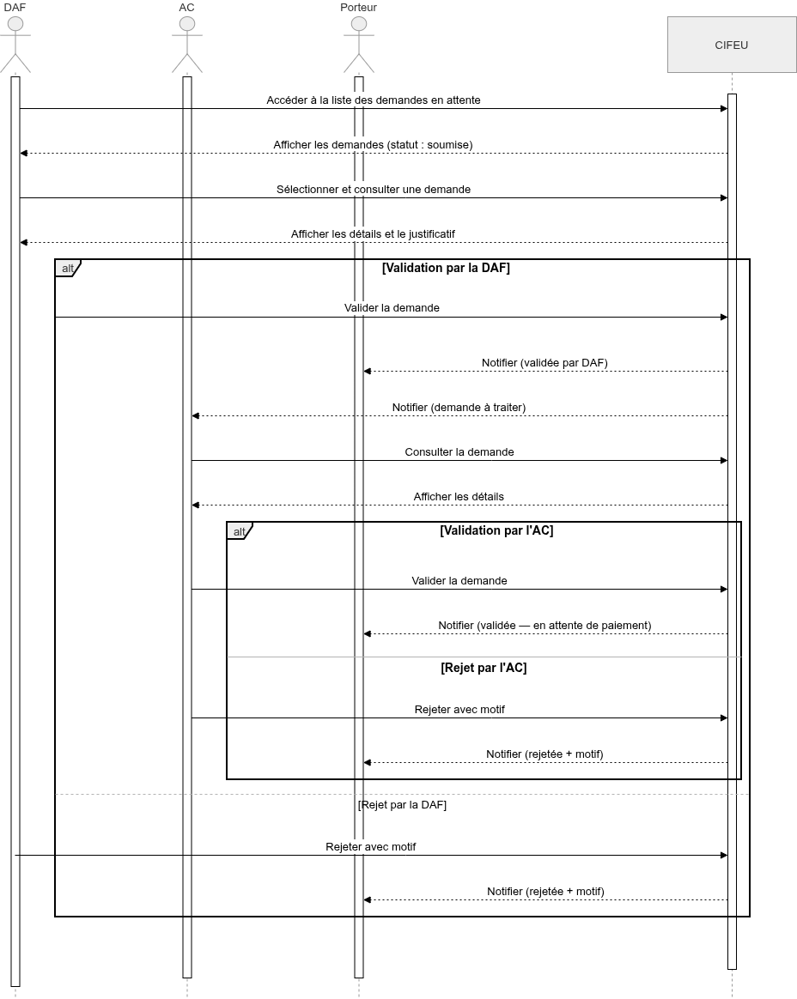 DAF
AC
Porteur
CIFEU
Accéder à la liste des demandes en attente
Afficher les demandes (statut : soumise)
Sélectionner et consulter une demande
Afficher les détails et le justificatif
alt
[Validation par la DAF]
Valider la demande
Notifier (validée par DAF)
Notifier (demande à traiter)
Consulter la demande
Afficher les détails
alt
[Validation par l'AC]
Valider la demande
Notifier (validée — en attente de paiement)
[Rejet par l'AC]
Rejeter avec motif
Notifier (rejetée + motif)
[Rejet par la DAF]
Rejeter avec motif
Notifier (rejetée + motif)